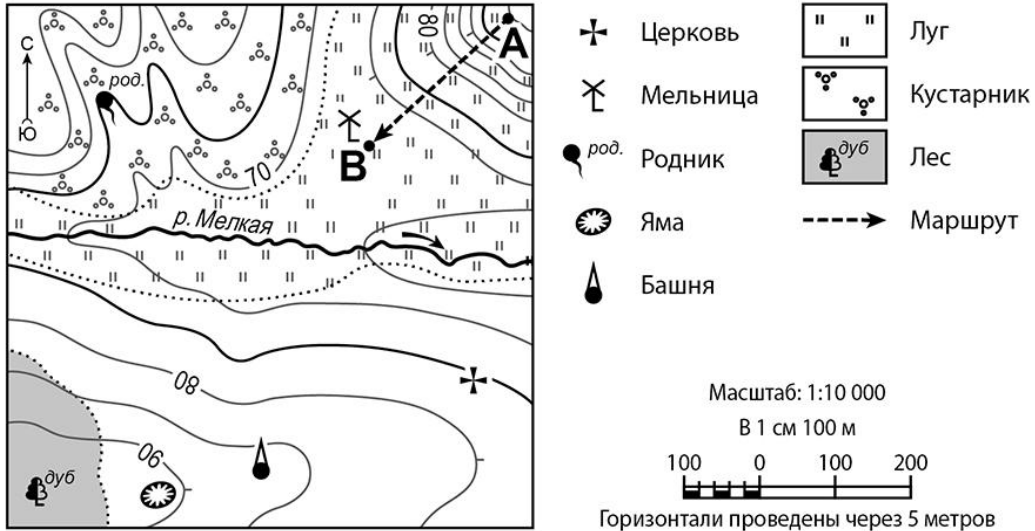 80
А
С
Ю
род.
В
70
р. Мелкая
80
90
дуб
Церковь
Мельница
род. Родник
Яма
Башня
Луг
Кустарник
дуб Лес
Маршрут
Масштаб: 1:10 000
В 1 см 100 м
100 0 100 200
Горизонтали проведены через 5 метров